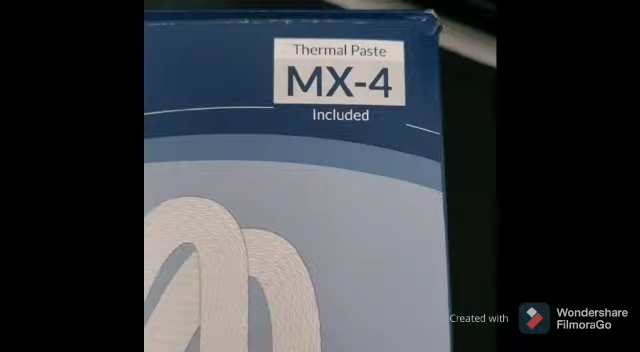 Thermal Paste
MX-4
Included
Created with
Wondershare
FilmoraGo